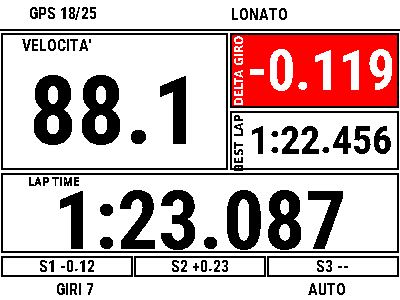 GPS 18/25
LONATO
VELOCITA'
88.1
DELTA GIRO
-0.119
BEST LAP
1:22.456
LAP TIME
1:23.087
S1 -0.12
S2 +0.23
S3 --
GIRI 7
AUTO